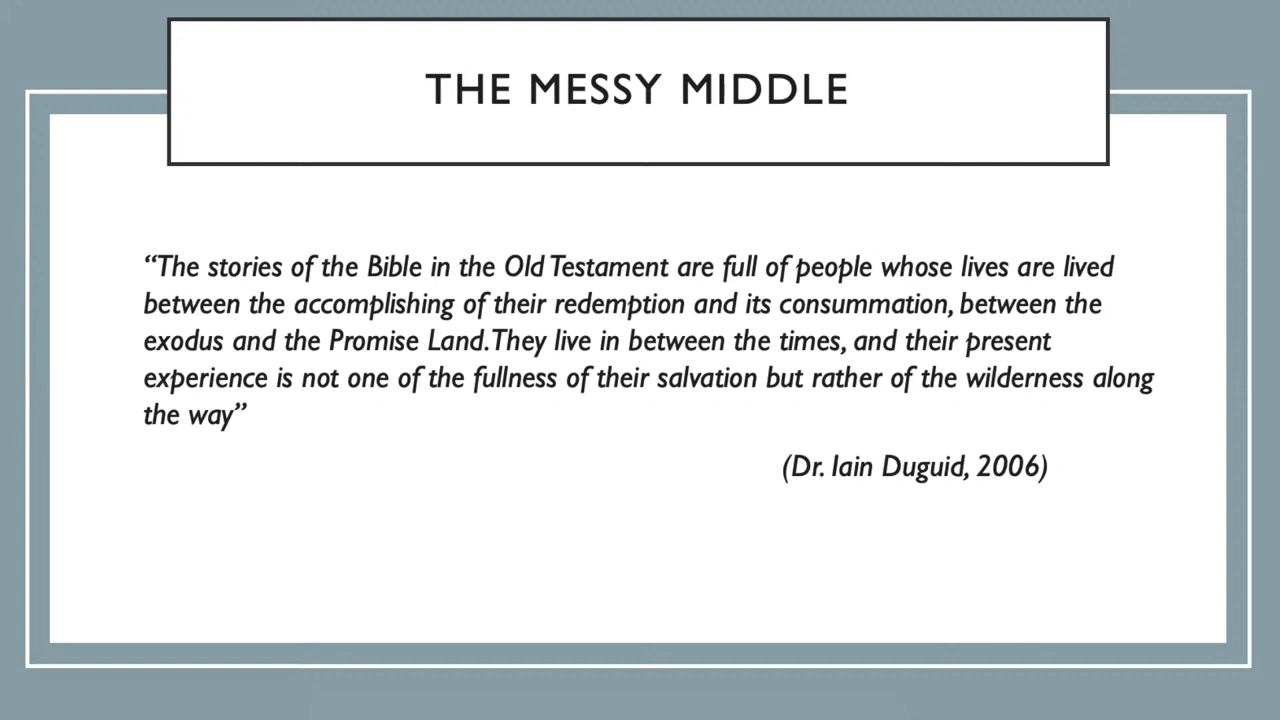 THE MESSY MIDDLE
“The stories of the Bible in the Old Testament are full of people whose lives are lived
between the accomplishing of their redemption and its consummation, between the
exodus and the Promise Land. They live in between the times, and their present
experience is not one of the fullness of their salvation but rather of the wilderness along
the way”
(Dr. Iain Duguid, 2006)